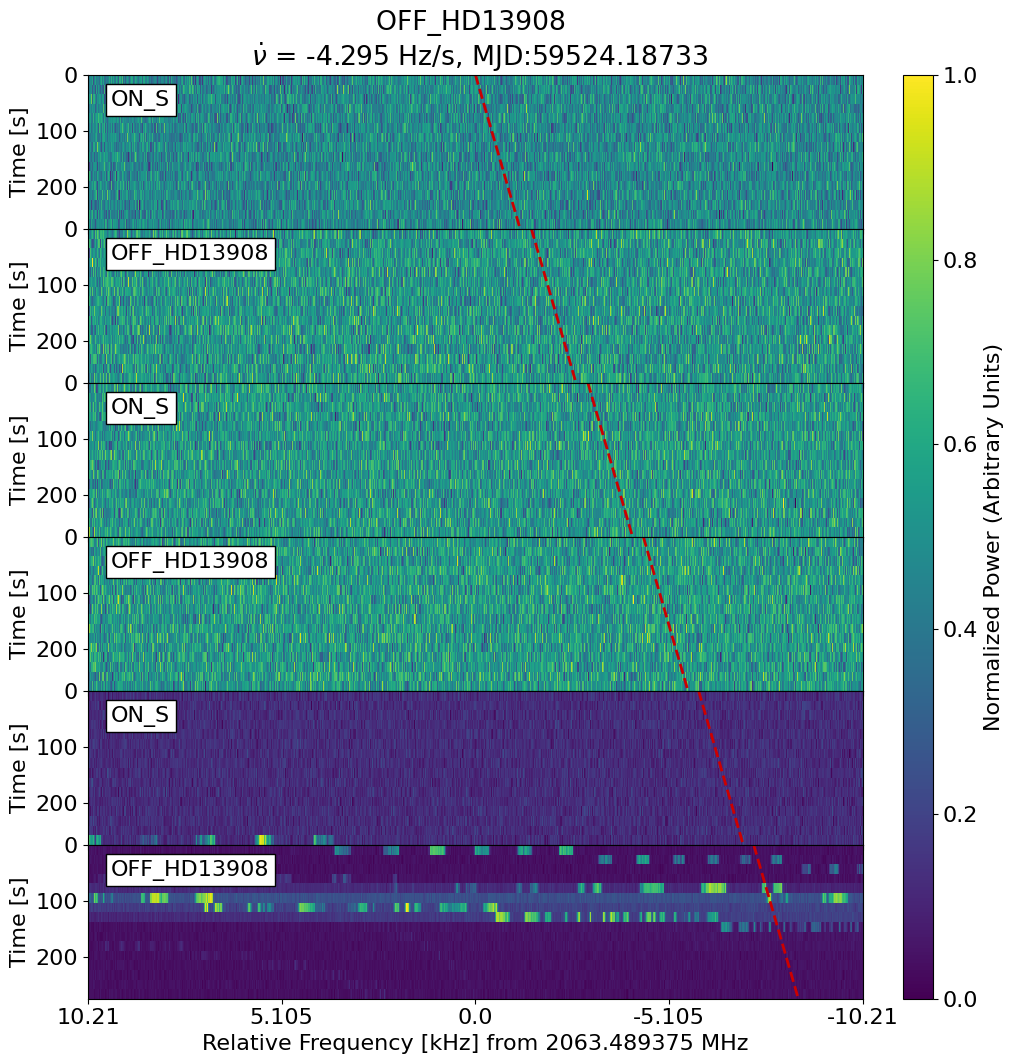 OFF_HD13908
ν̇ = -4.295 Hz/s, MJD:59524.18733
0
ON_S
100
200
Time [s]
0
OFF_HD13908
100
200
Time [s]
0
ON_S
100
200
Time [s]
0
OFF_HD13908
100
200
Time [s]
0
ON_S
100
200
Time [s]
0
OFF_HD13908
100
200
Time [s]
10.21 5.105 0.0 -5.105 -10.21
Relative Frequency [kHz] from 2063.489375 MHz
1.0
0.8
0.6
0.4
0.2
0.0
Normalized Power (Arbitrary Units)